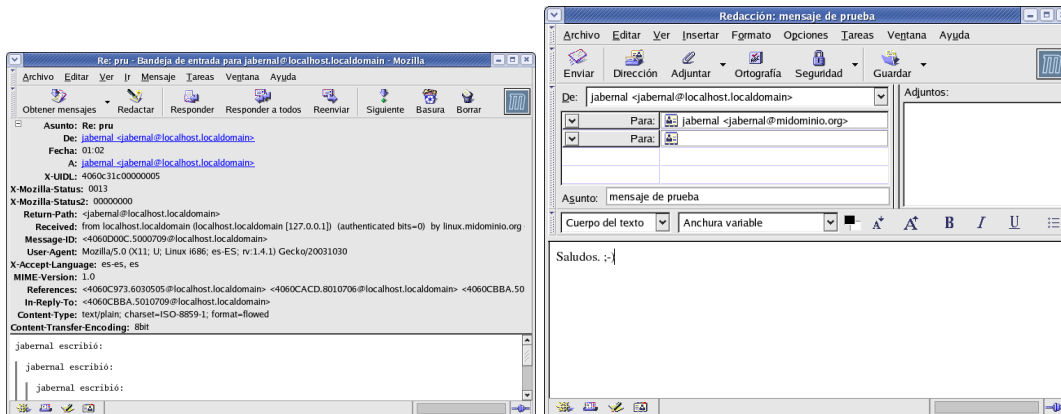 Re: pru - Bandeja de entrada para jabernal@localhost.localdomain - Mozilla
Archivo Editar Ver Ir Mensaje Tareas Ventana Ayuda
Obtener mensajes Redactar Responder Responder a todos Reenviar Siguiente Basura Borrar
Asunto: Re: pru
De: jabernal <jabernal@localhost.localdomain>
Fecha: 01:02
A: jabernal <jabernal@localhost.localdomain>
X-UIDL: 4060c31c00000005
X-Mozilla-Status: 0013
X-Mozilla-Status2: 00000000
Return-Path: <jabernal@localhost.localdomain>
Received: from localhost.localdomain (localhost.localdomain [127.0.0.1]) (authenticated bits=0) by linux.midominio.org
Message-ID: <4060D00C.5000709@localhost.localdomain>
User-Agent: Mozilla/5.0 (X11; U; Linux i686; es-ES; rv:1.4.1) Gecko/20031030
X-Accept-Language: es-es, es
MIME-Version: 1.0
References: <4060C973.6030505@localhost.localdomain> <4060CACD.8010706@localhost.localdomain> <4060CBBA.50
In-Reply-To: <4060CBBA.5010709@localhost.localdomain>
Content-Type: text/plain; charset=ISO-8859-1; format=flowed
Content-Transfer-Encoding: 8bit
jabernal escribió:
jabernal escribió:
jabernal escribió:
Redacción: mensaje de prueba
Archivo Editar Ver Insertar Formato Opciones Tareas Ventana Ayuda
Enviar Dirección Adjuntar Ortografía Seguridad Guardar
De: jabernal <jabernal@localhost.localdomain>
Adjuntos:
Para: jabernal <jabernal@midominio.org>
Para:
Asunto: mensaje de prueba
Cuerpo del texto Anchura variable A A B I U
Saludos. ;-)